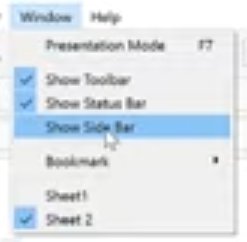 Window Help
Presentation Mode F7
Show Toolbar
Show Status Bar
Show Side Bar
Bookmark
Sheet1
Sheet 2